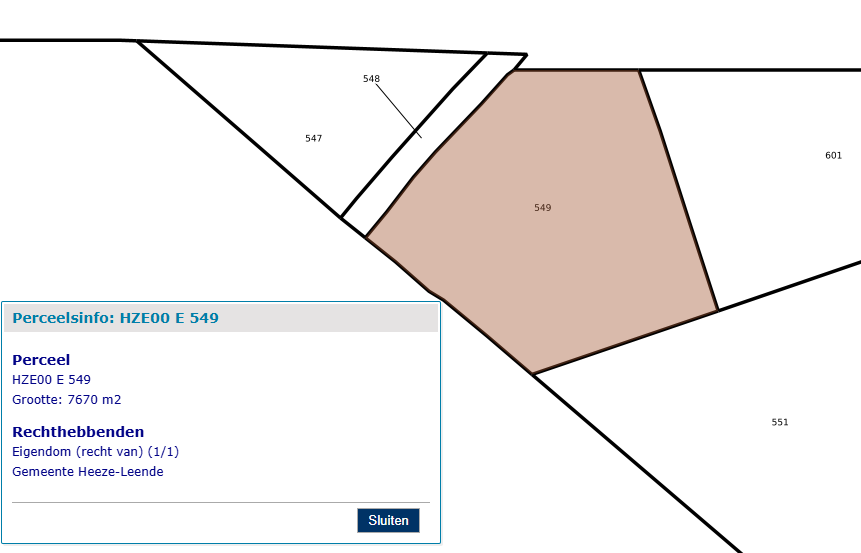 548
547
601
549
551
Perceelsinfo: HZE00 E 549
Perceel
HZE00 E 549
Grootte: 7670 m2
Rechthebbenden
Eigendom (recht van) (1/1)
Gemeente Heeze-Leende
Sluiten